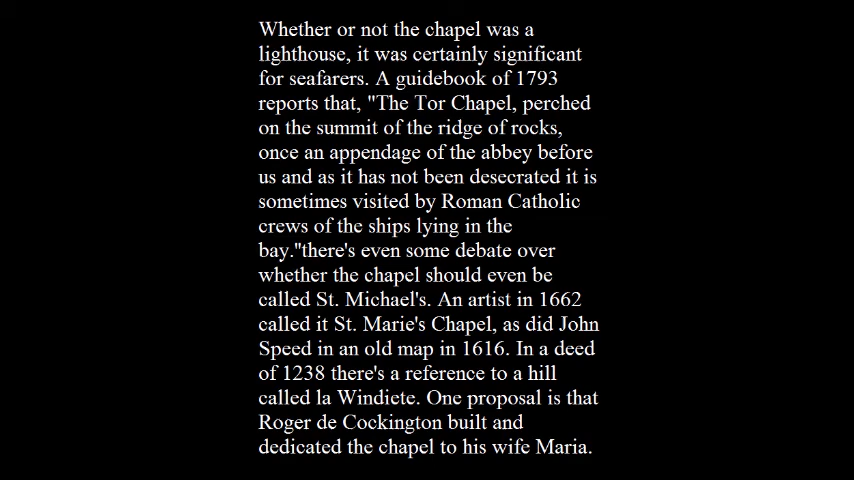 Whether or not the chapel was a
lighthouse, it was certainly significant
for seafarers. A guidebook of 1793
reports that, "The Tor Chapel, perched
on the summit of the ridge of rocks,
once an appendage of the abbey before
us and as it has not been desecrated it is
sometimes visited by Roman Catholic
crews of the ships lying in the
bay."there's even some debate over
whether the chapel should even be
called St. Michael's. An artist in 1662
called it St. Marie's Chapel, as did John
Speed in an old map in 1616. In a deed
of 1238 there's a reference to a hill
called la Windiete. One proposal is that
Roger de Cockington built and
dedicated the chapel to his wife Maria.